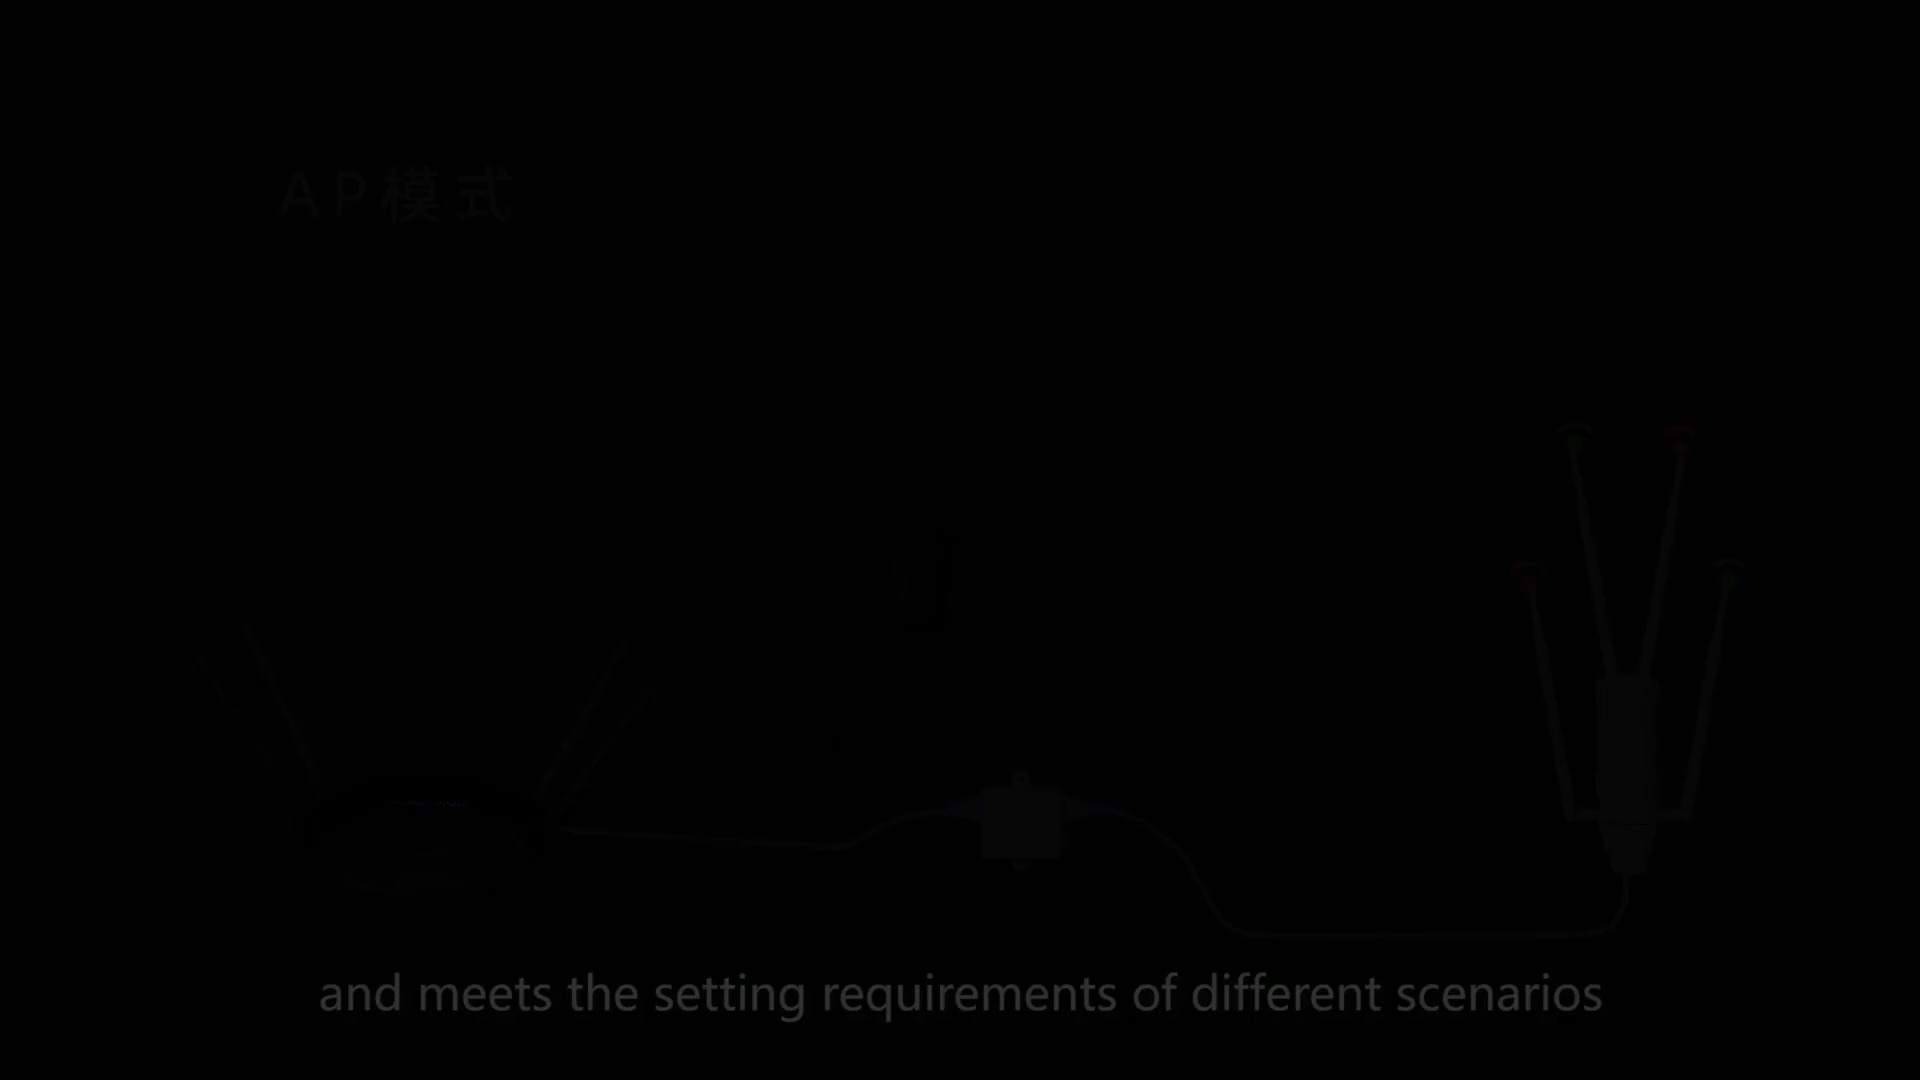 AP模式
and meets the setting requirements of different scenarios